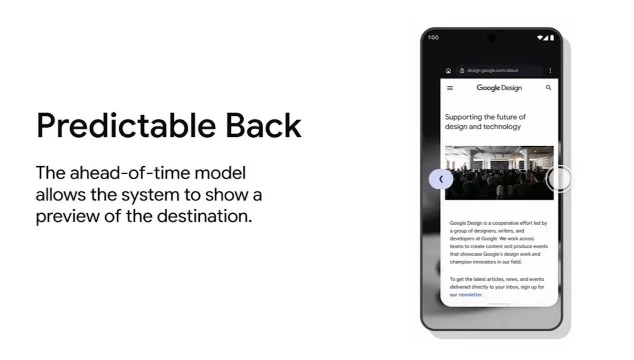 Predictable Back
The ahead-of-time model
allows the system to show a
preview of the destination.
1:00
design.google.com/about
Google Design
Supporting the future of
design and technology
Google Design is a cooperative effort led by
a group of designers, writers, and
developers at Google. We work across
teams to create content and produce events
that showcase Google's design work and
champion innovators in our field.
To get the latest articles, news, and events
delivered directly to your inbox, sign up for
our newsletter.